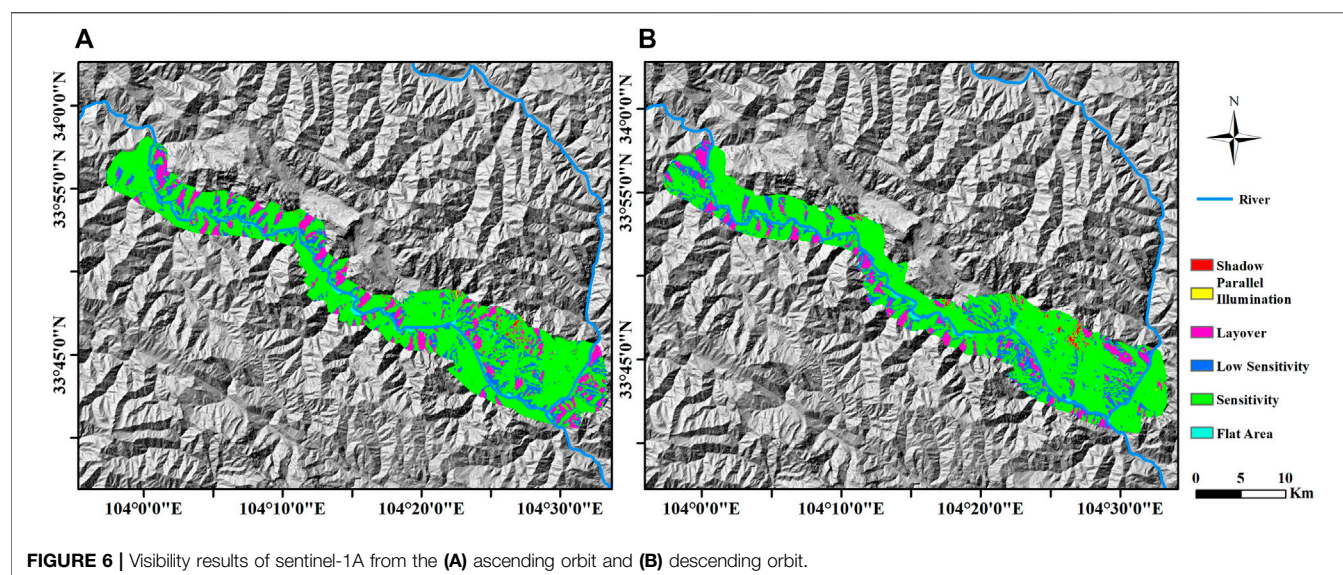 A
B
34°0'0"N
33°55'0"N
33°45'0"N
104°0'0"E
104°10'0"E
104°20'0"E
104°30'0"E
34°0'0"N
33°55'0"N
33°45'0"N
104°0'0"E
104°10'0"E
104°20'0"E
104°30'0"E
N
River
Shadow
Parallel
Illumination
Layover
Low Sensitivity
Sensitivity
Flat Area
0 5 10
Km
FIGURE 6 | Visibility results of sentinel-1A from the (A) ascending orbit and (B) descending orbit.